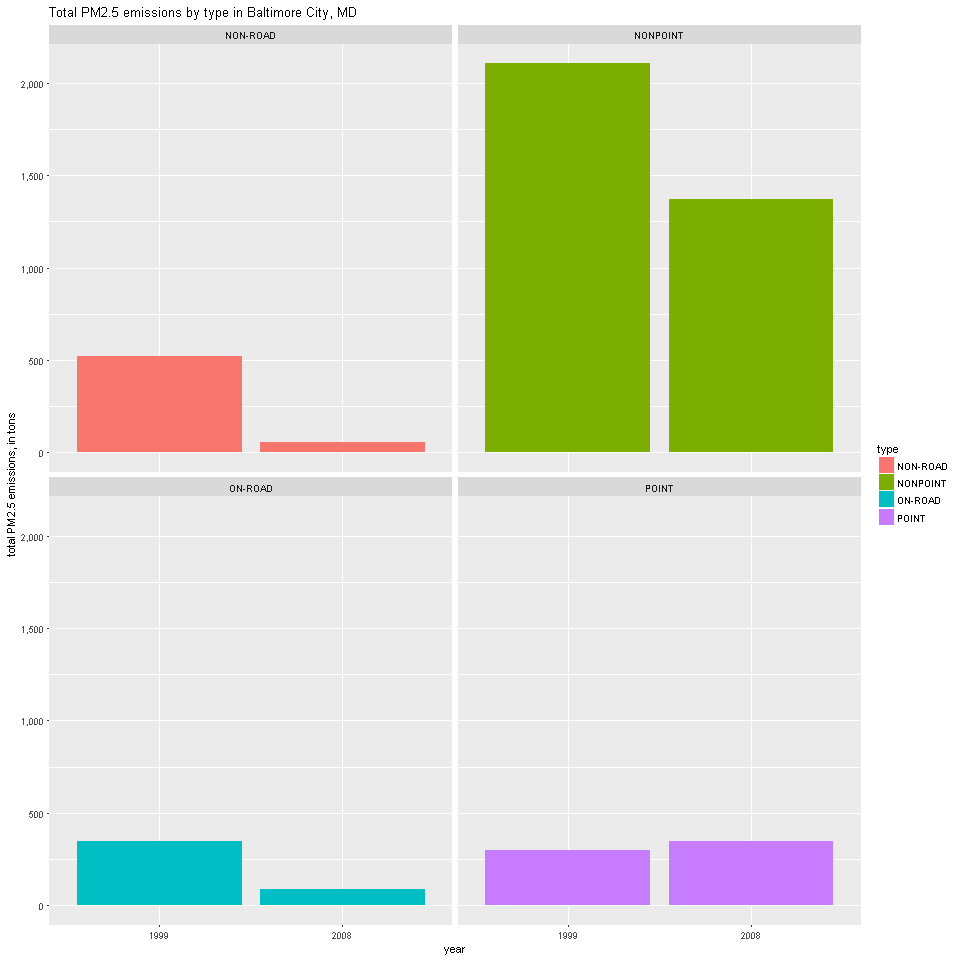 Total PM2.5 emissions by type in Baltimore City, MD
NON-ROAD
NONPOINT
2,000
1,500
1,000
500
0
ON-ROAD
POINT
2,000
1,500
1,000
500
0
total PM2.5 emissions, in tons
1999
2008
1999
2008
year
type
NON-ROAD
NONPOINT
ON-ROAD
POINT